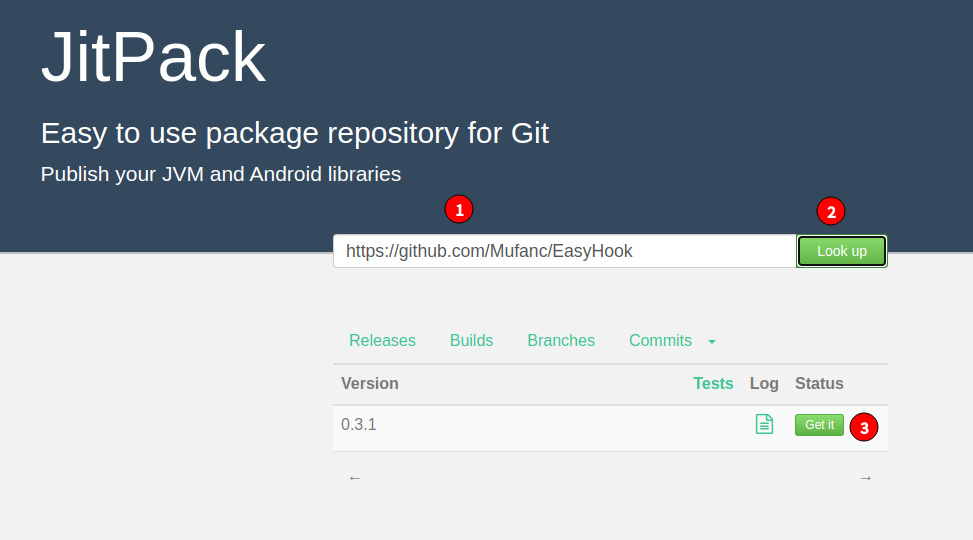 JitPack
Easy to use package repository for Git
Publish your JVM and Android libraries
1
2
https://github.com/Mufanc/EasyHook Look up
Releases Builds Branches Commits
Version Tests Log Status
0.3.1 Get it 3
← →